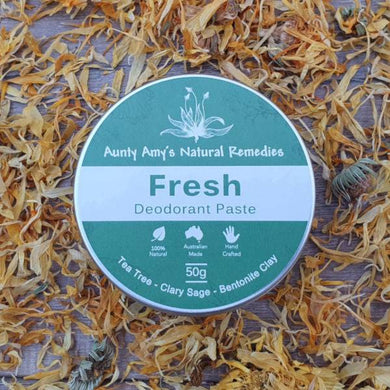 Aunty Amy's Natural Remedies
Fresh
Deodorant Paste
100%
Natural
Australian
Made
Hand
Crafted
50g
Tea Tree - Clary Sage - Bentonite Clay